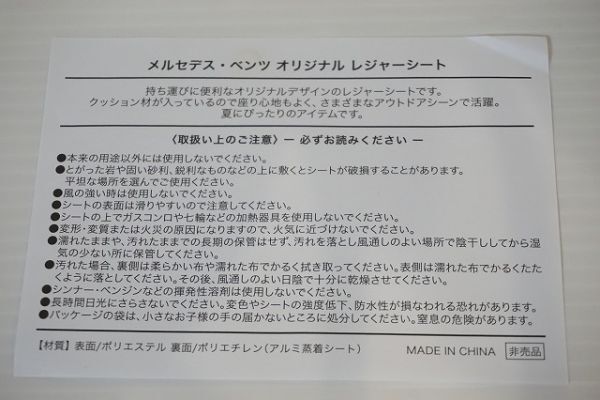 メルセデス・ベンツ オリジナル レジャーシート
持ち運びに便利なオリジナルデザインのレジャーシートです。
クッション材が入っているので座り心地もよく、さまざまなアウトドアシーンで活躍。
夏にぴったりのアイテムです。
〈取扱い上のご注意〉ー 必ずお読みください ー
●本来の用途以外には使用しないでください。
●とがった岩や固い砂利、鋭利なものなどの上に敷くとシートが破損することがあります。
平坦な場所を選んでご使用ください。
●風の強い時は使用しないでください。
●シートの表面は滑りやすいので注意してください。
●シートの上でガスコンロや七輪などの加熱器具を使用しないでください。
●変形・変質または火災の原因になりますので、火気に近づけないでください。
●濡れたままや、汚れたままでの長期の保管はせず、汚れを落とし風通しのよい場所で陰干ししてから湿
気の少ない所に保管してください。
●汚れた場合、裏側は柔らかい布や濡れた布でかるく拭き取ってください。表側は濡れた布でかるくたた
くように落としてください。その後、風通しのよい日陰で十分に乾燥させてください。
●シンナー・ベンジンなどの揮発性溶剤は使用しないでください。
●長時間日光にさらさないでください。変色やシートの強度低下、防水性が損なわれる恐れがあります。
●パッケージの袋は、小さなお子様の手の届かないところに処分してください。窒息の危険があります。
【材質】表面/ポリエステル 裏面/ポリエチレン(アルミ蒸着シート) MADE IN CHINA 非売品